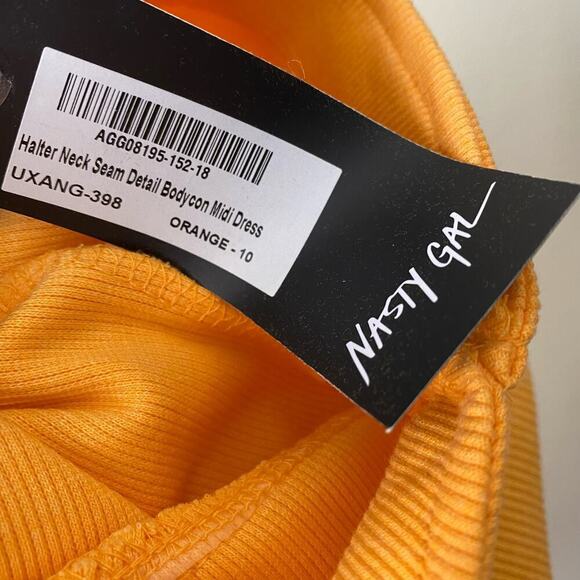 AGG08195-152-18
Halter Neck Seam Detail Bodycon Midi Dress
UXANG-398
ORANGE - 10
NASTY GAL